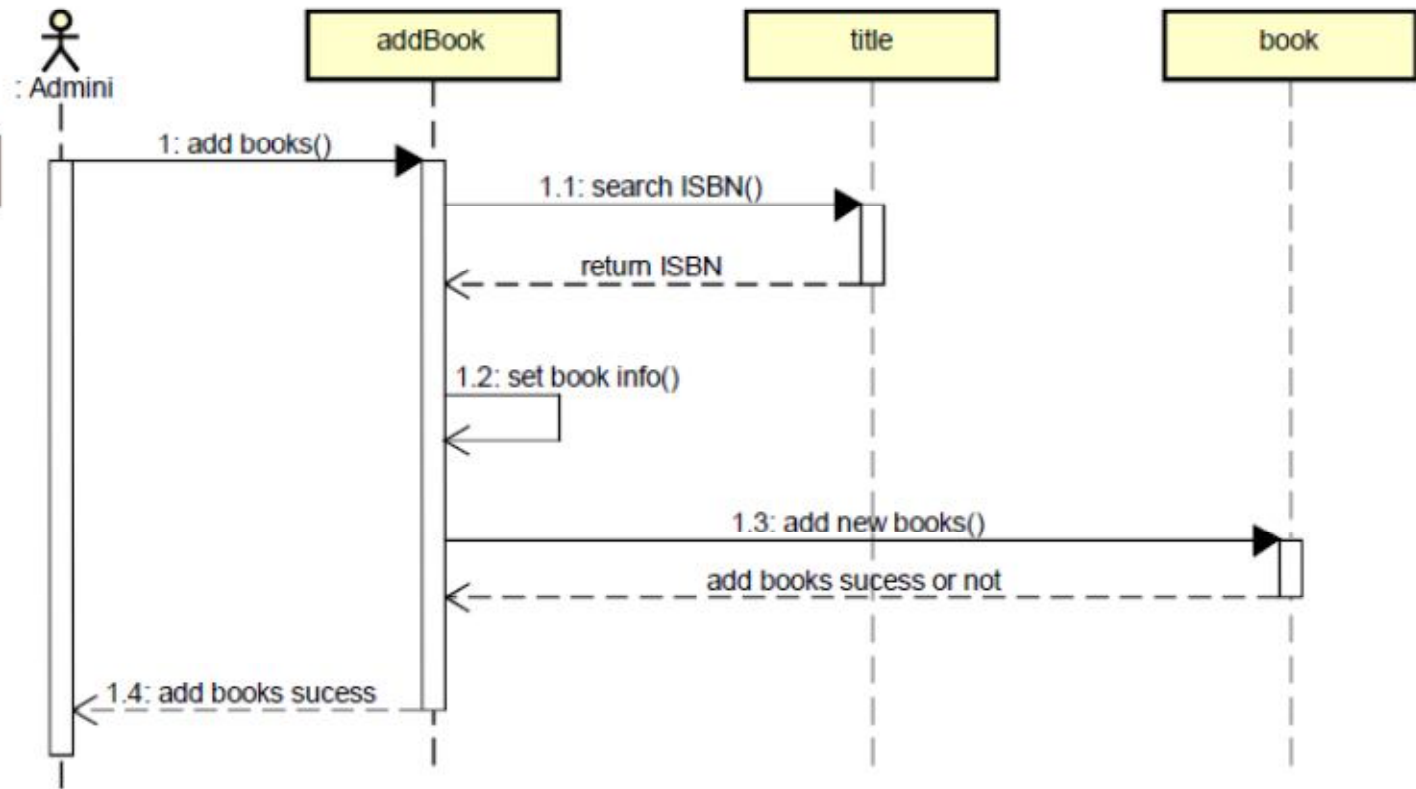 addBook
title
book
: Admini
1: add books()
1.1: search ISBN()
return ISBN
1.2: set book info()
1.3: add new books()
add books sucess or not
1.4: add books sucess